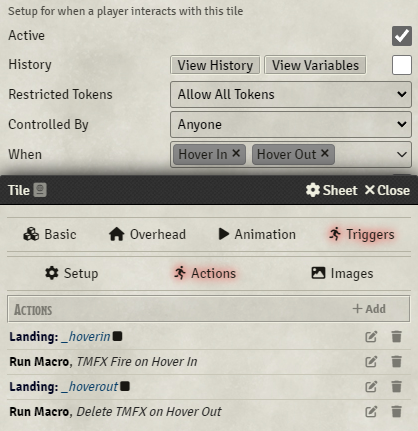 Setup for when a player interacts with this tile
Active
History View History View Variables
Restricted Tokens Allow All Tokens
Controlled By Anyone
When Hover In × Hover Out ×
Tile Sheet ×Close
Basic Overhead Animation Triggers
Setup Actions Images
Actions + Add
Landing: _hoverin
Run Macro, TMFX Fire on Hover In
Landing: _hoverout
Run Macro, Delete TMFX on Hover Out